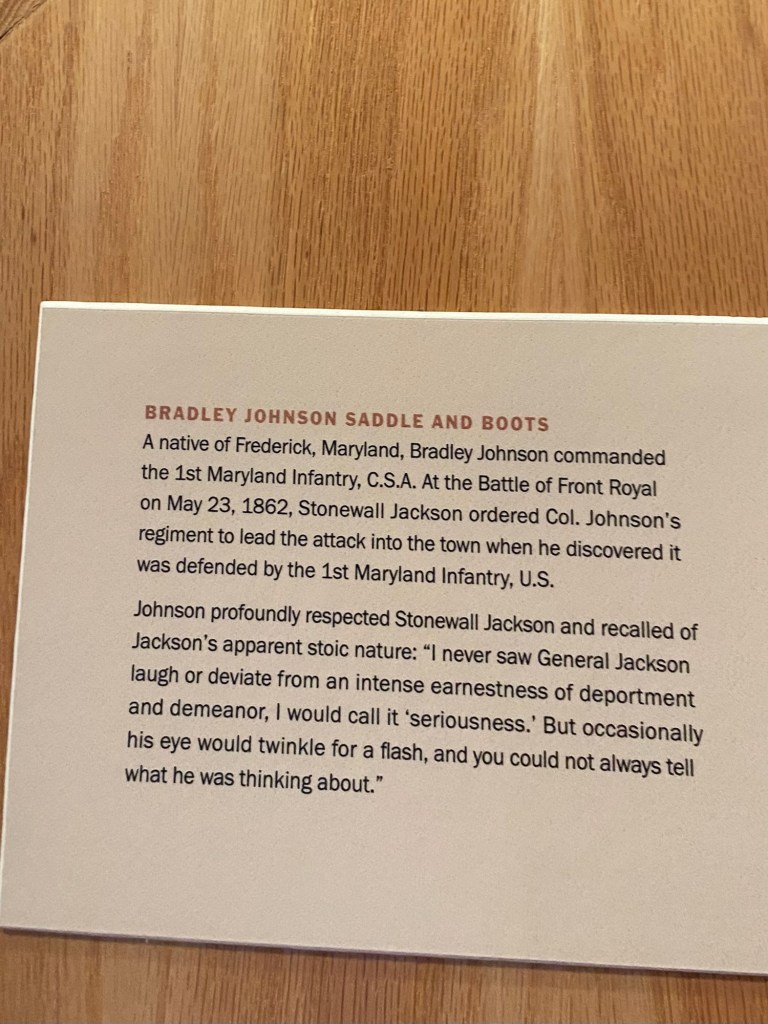 BRADLEY JOHNSON SADDLE AND BOOTS
A native of Frederick, Maryland, Bradley Johnson commanded
the 1st Maryland Infantry, C.S.A. At the Battle of Front Royal
on May 23, 1862, Stonewall Jackson ordered Col. Johnson’s
regiment to lead the attack into the town when he discovered it
was defended by the 1st Maryland Infantry, U.S.
Johnson profoundly respected Stonewall Jackson and recalled of
Jackson’s apparent stoic nature: “I never saw General Jackson
laugh or deviate from an intense earnestness of deportment
and demeanor, I would call it ‘seriousness.’ But occasionally
his eye would twinkle for a flash, and you could not always tell
what he was thinking about.”